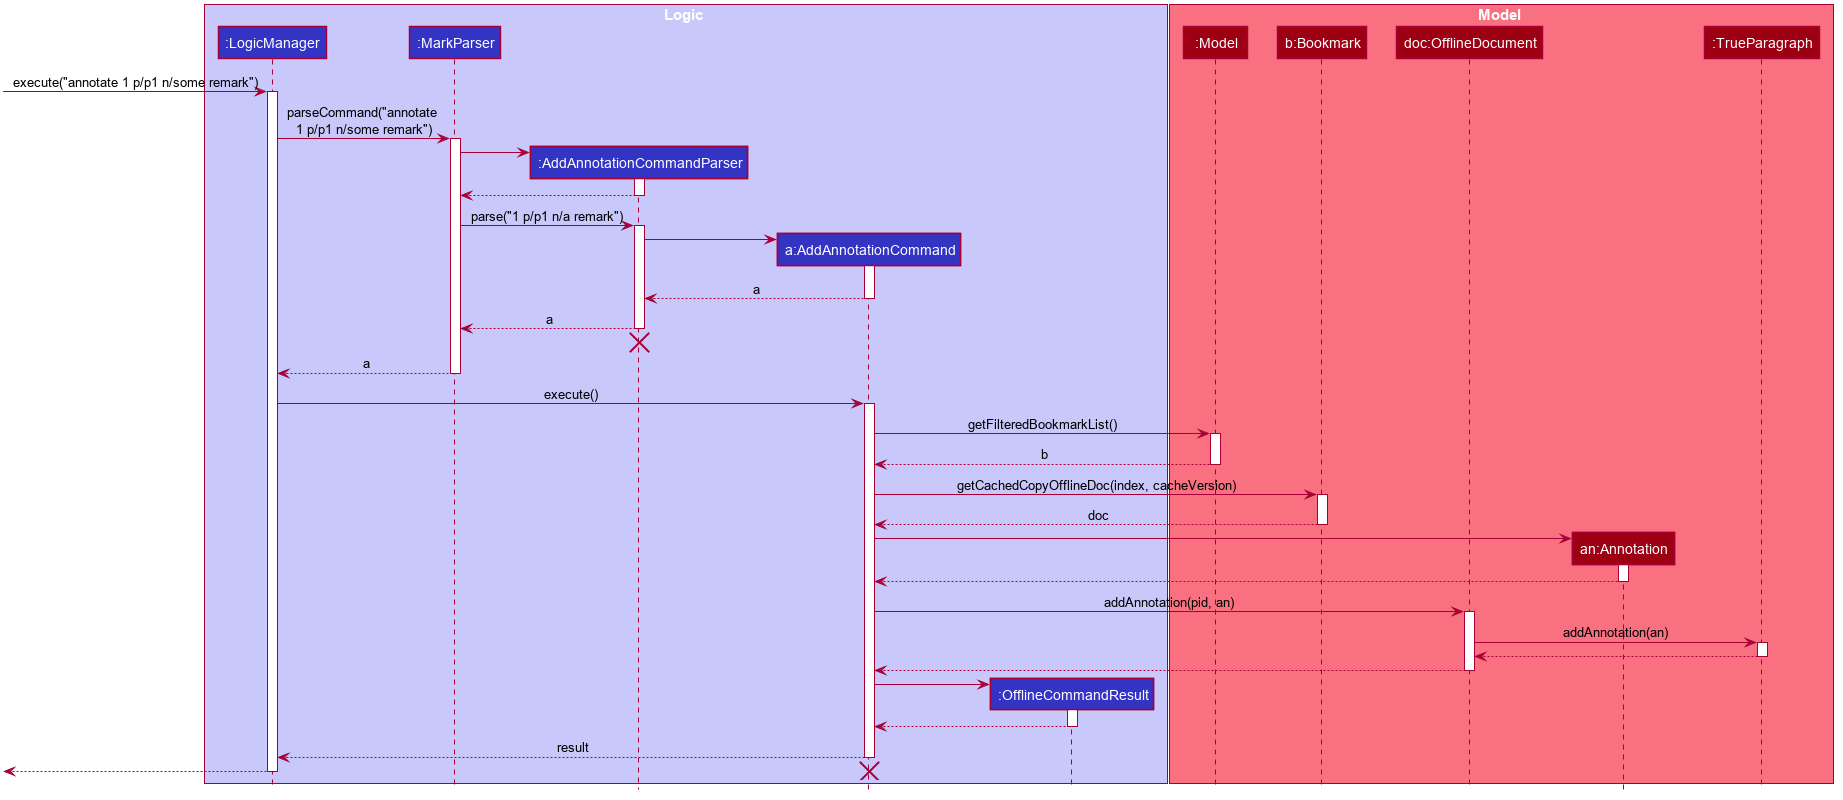 Logic
Model
:LogicManager
:MarkParser
:Model
b:Bookmark
doc:OfflineDocument
:TrueParagraph
execute("annotate 1 p/p1 n/some remark")
parseCommand("annotate
1 p/p1 n/some remark")
:AddAnnotationCommandParser
parse("1 p/p1 n/a remark")
a:AddAnnotationCommand
a
a
a
execute()
getFilteredBookmarkList()
b
getCachedCopyOfflineDoc(index, cacheVersion)
doc
an:Annotation
addAnnotation(pid, an)
addAnnotation(an)
:OfflineCommandResult
result